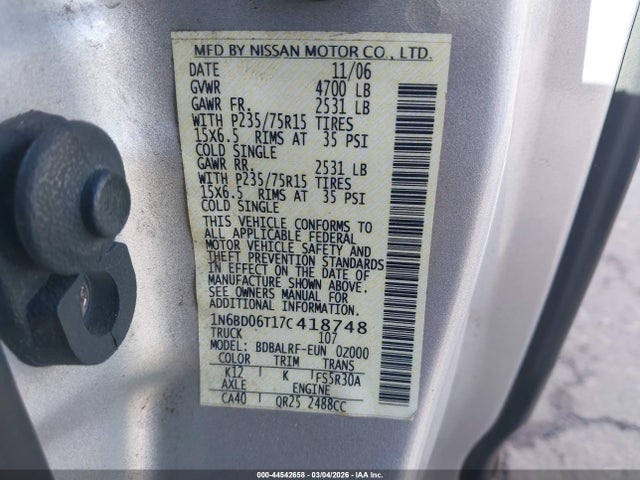 MFD BY NISSAN MOTOR CO., LTD.
DATE 11/06
GVWR 4700 LB
GAWR FR. 2531 LB
WITH P235/75R15 TIRES
15X6.5 RIMS AT 35 PSI
COLD SINGLE
GAWR RR. 2531 LB
WITH P235/75R15 TIRES
15X6.5 RIMS AT 35 PSI
COLD SINGLE
THIS VEHICLE CONFORMS TO
ALL APPLICABLE FEDERAL
MOTOR VEHICLE SAFETY AND
THEFT PREVENTION STANDARDS
IN EFFECT ON THE DATE OF
MANUFACTURE SHOWN ABOVE.
SEE OWNERS MANUAL FOR
ADDITIONAL INFORMATION.
1N6BD06T17C418748
TRUCK 107
MODEL: BDBALRF-EUN 0Z000
COLOR TRIM TRANS
K12 K FS5R30A
AXLE ENGINE
CA40 QR25 2488CC
000-44542658 - 03/04/2026 - IAA Inc.